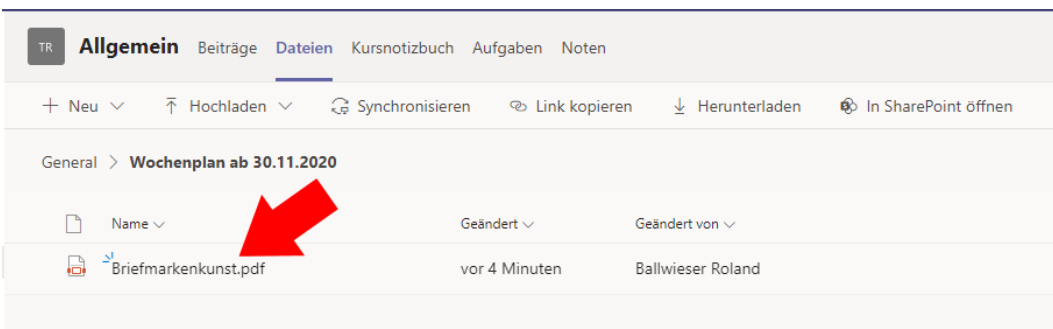 TR Allgemein Beiträge Dateien Kursnotizbuch Aufgaben Noten
Neu Hochladen Synchronisieren Link kopieren Herunterladen In SharePoint öffnen
General > Wochenplan ab 30.11.2020
Name Geändert Geändert von
Briefmarkenkunst.pdf vor 4 Minuten Ballwieser Roland